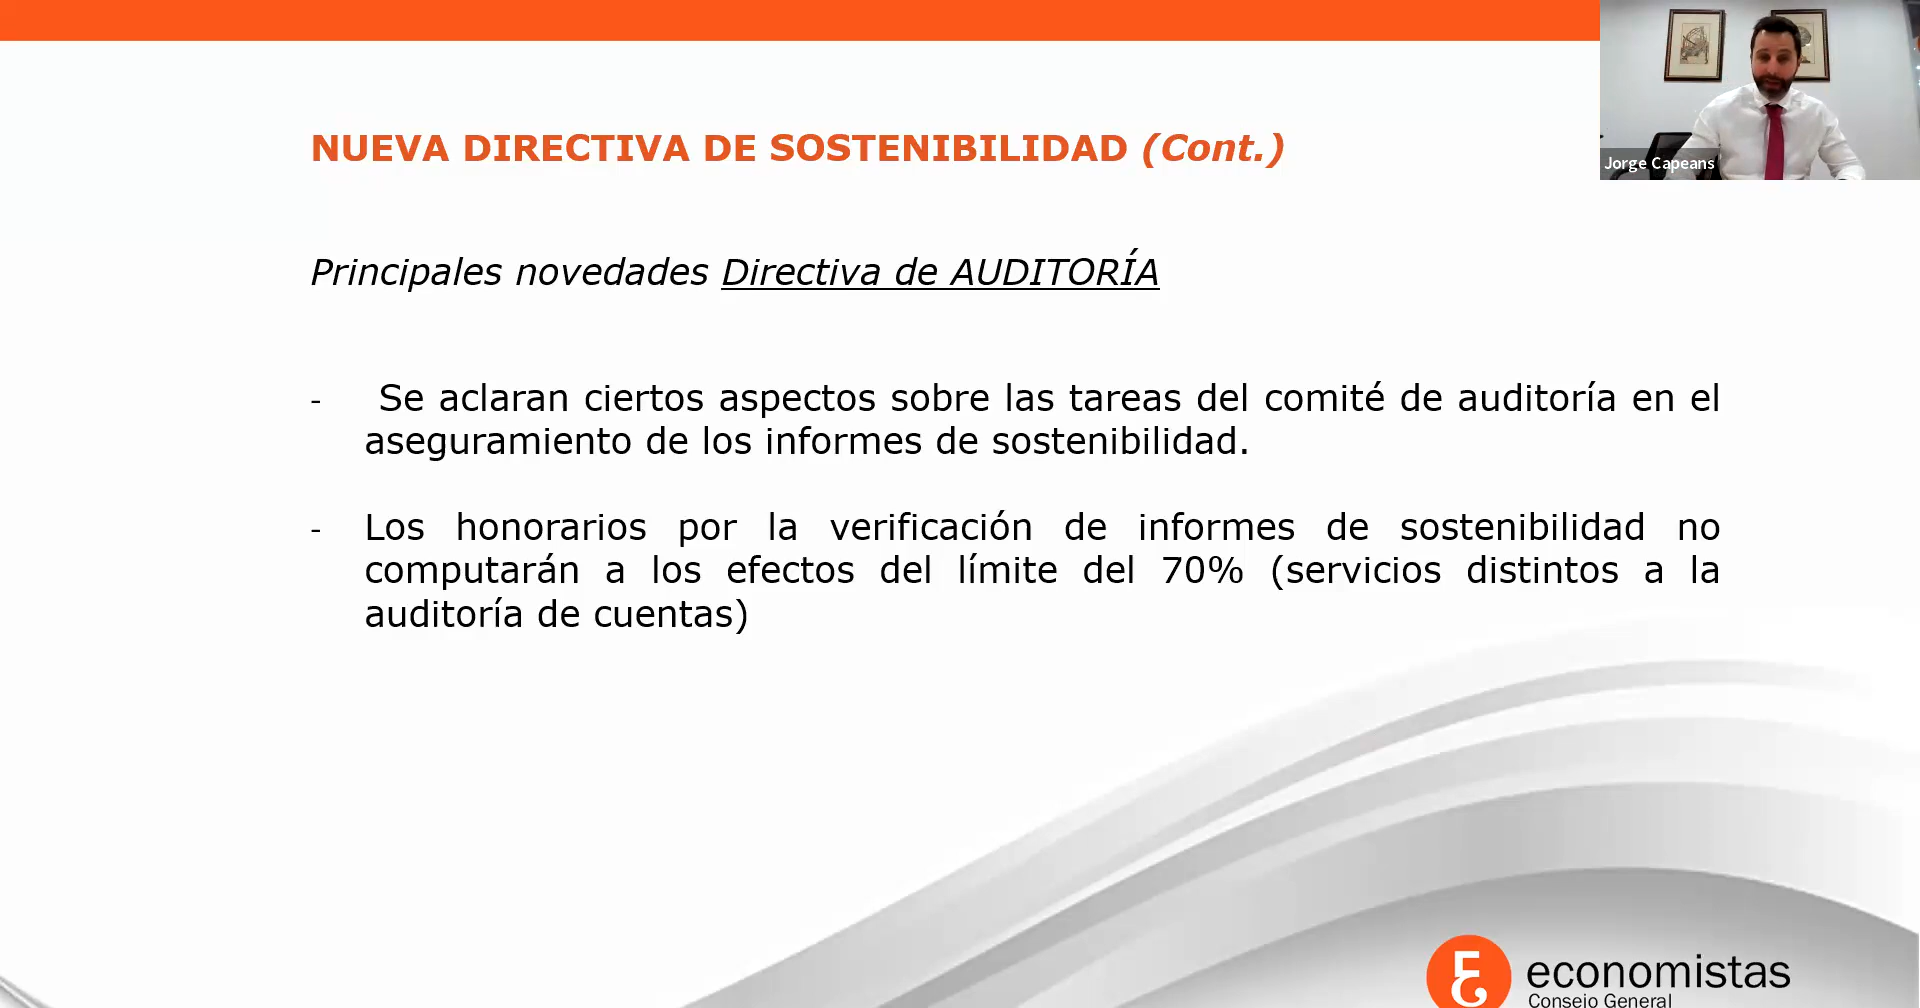 NUEVA DIRECTIVA DE SOSTENIBILIDAD (Cont.)
Jorge Capeans
Principales novedades Directiva de AUDITORÍA
- Se aclaran ciertos aspectos sobre las tareas del comité de auditoría en el
aseguramiento de los informes de sostenibilidad.
- Los honorarios por la verificación de informes de sostenibilidad no
computarán a los efectos del límite del 70% (servicios distintos a la
auditoría de cuentas)
economistas
Consejo General